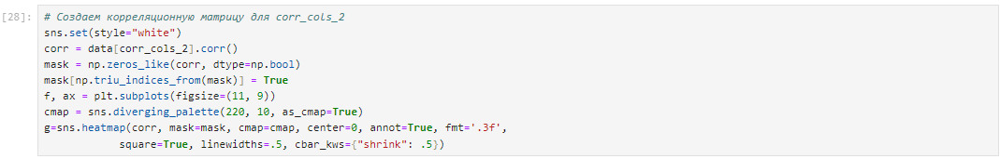 [28]: # Создаем корреляционную матрицу для corr_cols_2
sns.set(style="white")
corr = data[corr_cols_2].corr()
mask = np.zeros_like(corr, dtype=np.bool)
mask[np.triu_indices_from(mask)] = True
f, ax = plt.subplots(figsize=(11, 9))
cmap = sns.diverging_palette(220, 10, as_cmap=True)
g=sns.heatmap(corr, mask=mask, cmap=cmap, center=0, annot=True, fmt='.3f',
            square=True, linewidths=.5, cbar_kws={"shrink": .5})